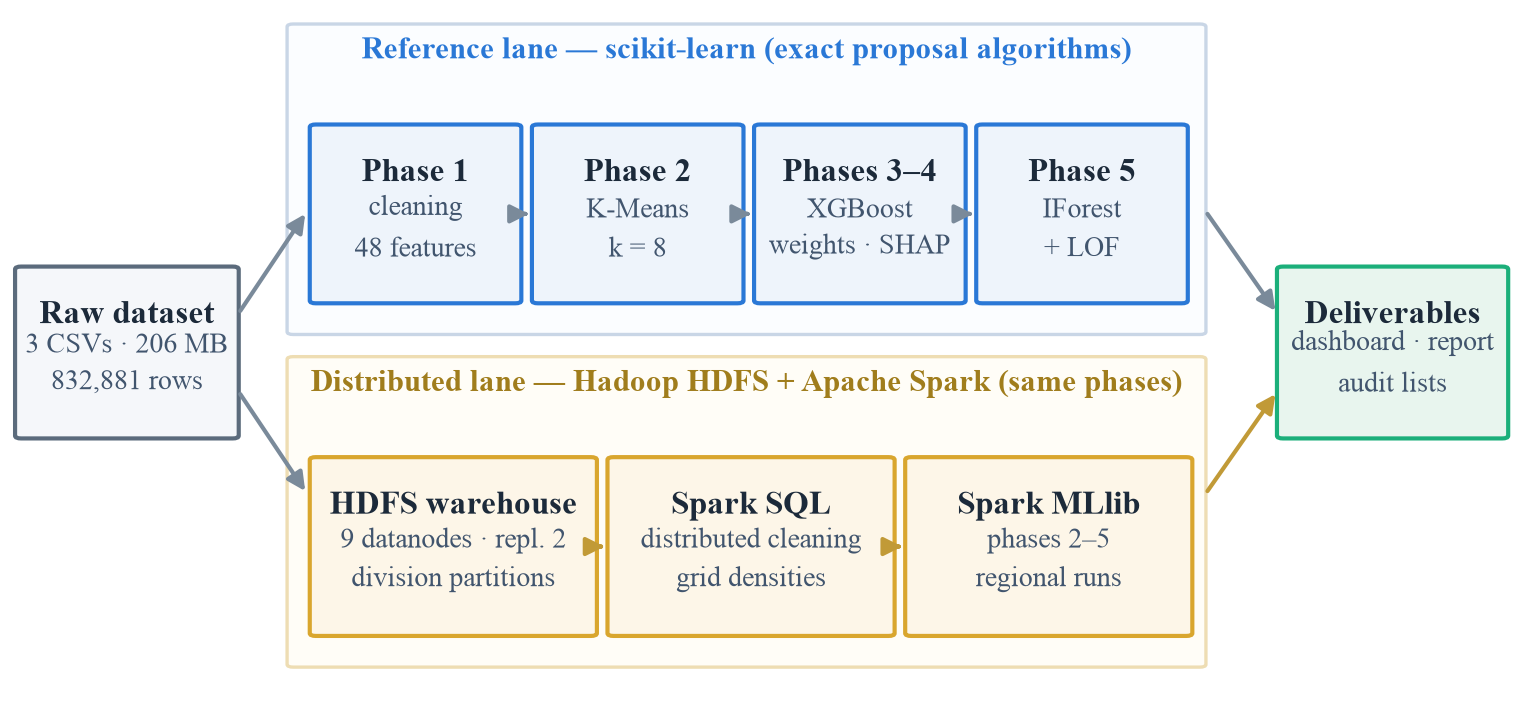 Reference lane — scikit-learn (exact proposal algorithms)
Phase 1
cleaning
48 features
Phase 2
K-Means
k = 8
Phases 3–4
XGBoost
weights · SHAP
Phase 5
IForest
+ LOF
Raw dataset
3 CSVs · 206 MB
832,881 rows
Deliverables
dashboard · report
audit lists
Distributed lane — Hadoop HDFS + Apache Spark (same phases)
HDFS warehouse
9 datanodes · repl. 2
division partitions
Spark SQL
distributed cleaning
grid densities
Spark MLlib
phases 2–5
regional runs